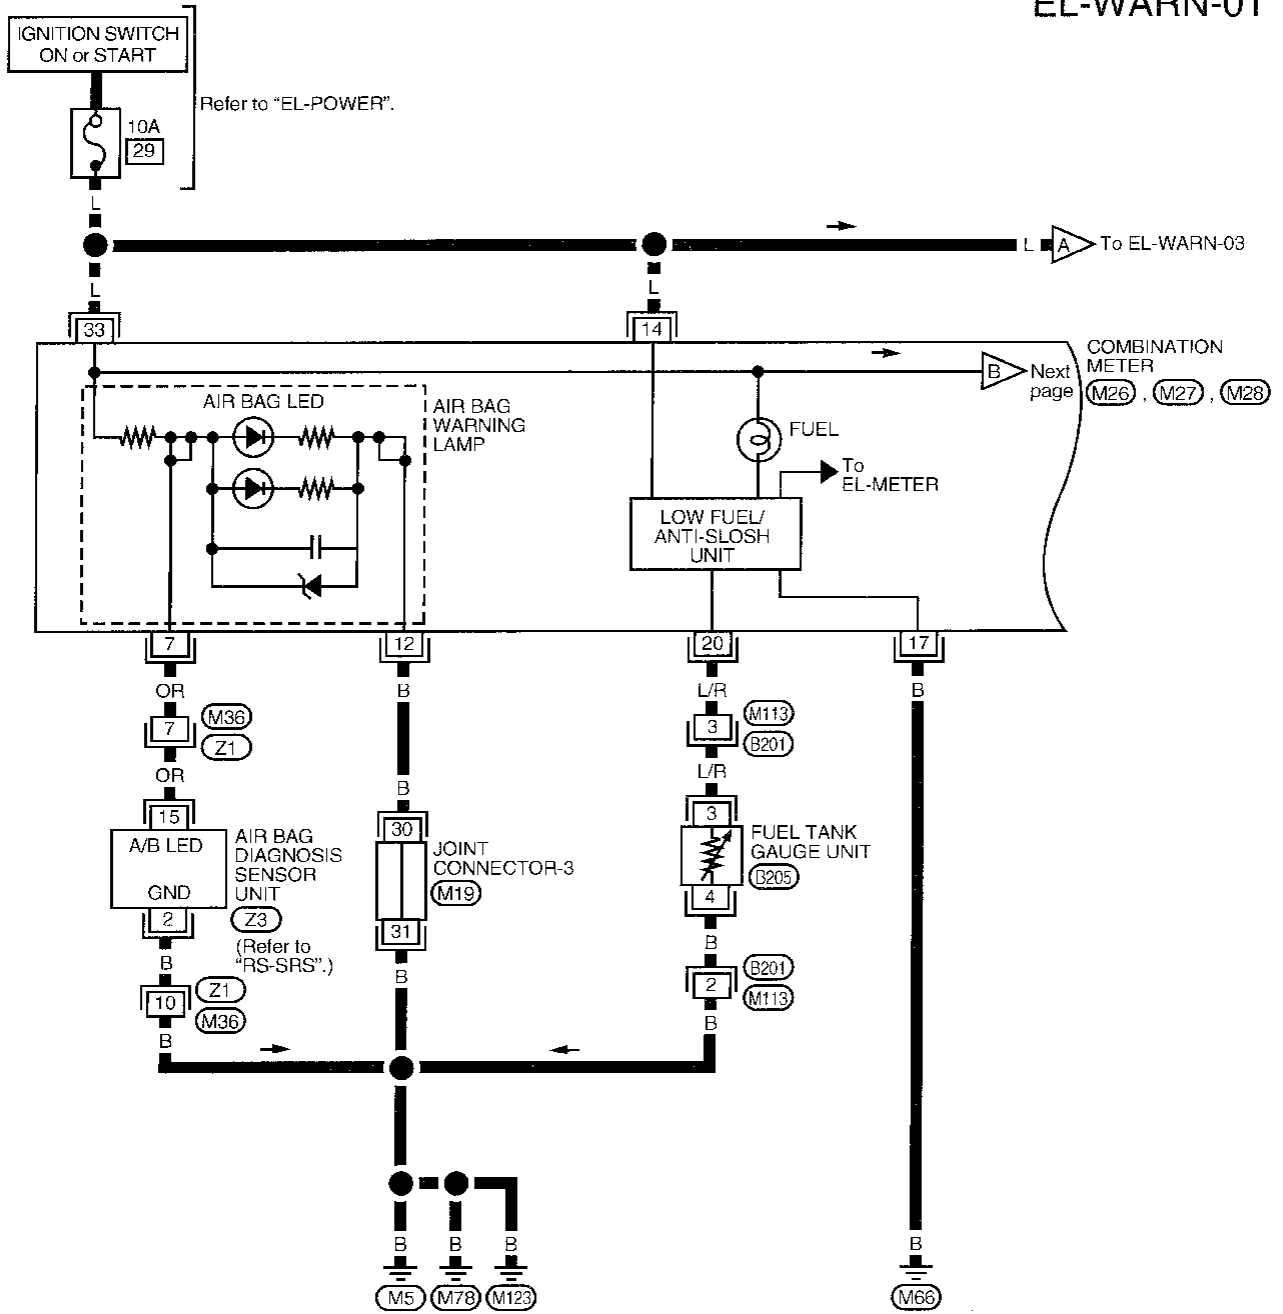 EL-WARN-01
IGNITION SWITCH
ON or START
Refer to "EL-POWER".
10A
29
L
L
L
L
A
To EL-WARN-03
33
14
COMBINATION
METER
M26 , M27 , M28
B
Next
page
AIR BAG LED
AIR BAG
WARNING
LAMP
FUEL
To
EL-METER
LOW FUEL/
ANTI-SLOSH
UNIT
7
12
20
17
OR
B
L/R
B
7
M36
Z1
3
M113
B201
OR
B
L/R
15
A/B LED
GND
2
AIR BAG
DIAGNOSIS
SENSOR
UNIT
Z3
(Refer to
"RS-SRS".)
30
31
JOINT
CONNECTOR-3
M19
3
4
FUEL TANK
GAUGE UNIT
B205
B
B
B
10
Z1
M36
2
B201
M113
B
B
B
B
B
B
M5
M78
M123
M66